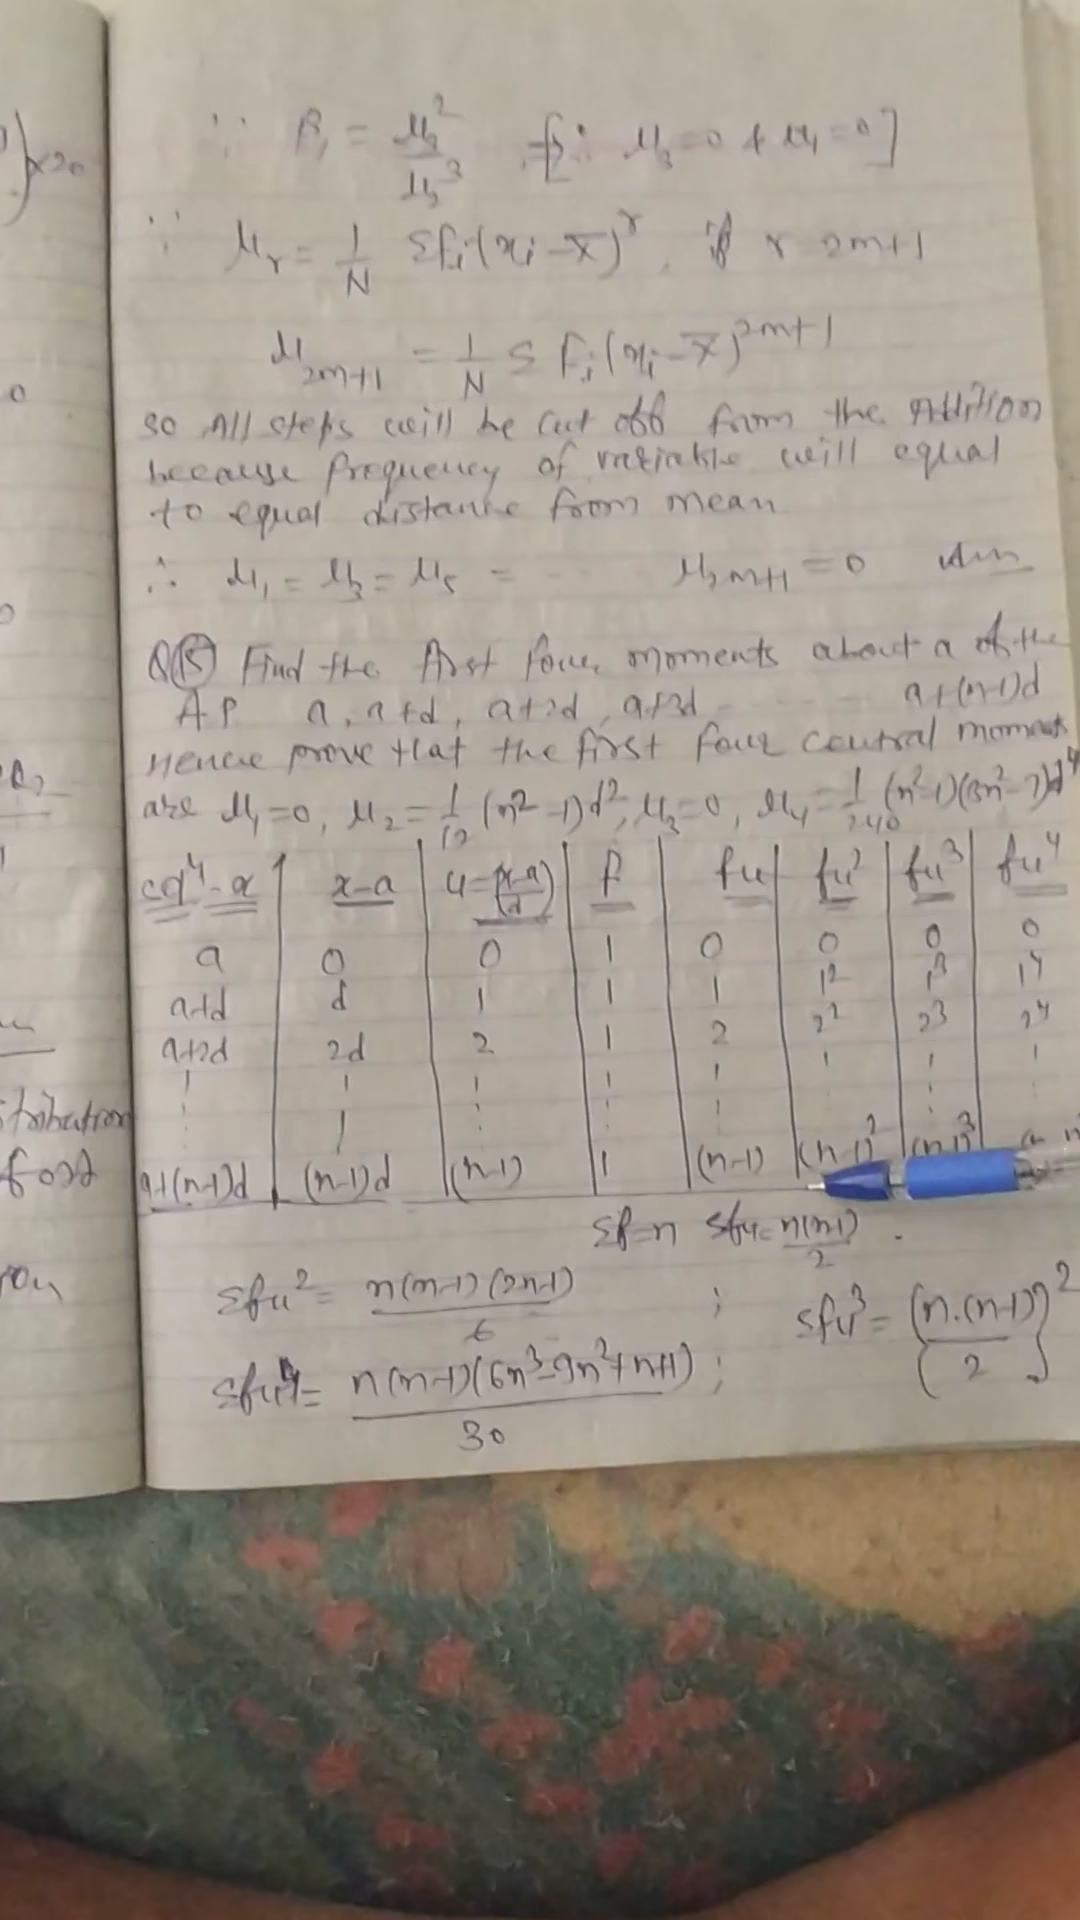 ∵ β₁ = μ₃² / μ₂³ [∵ μ₃ = 0 & μ₁ = 0]
∵ μᵣ = 1/N Σfᵢ(xᵢ - x̄)ʳ, if r = 2m+1
μ₂ₘ₊₁ = 1/N Σ fᵢ(xᵢ - x̄)²ᵐ⁺¹
so All steps will be cut off from the Addition
because frequency of variable will equal
to equal distance from mean
∴ μ₁ = μ₃ = μ₅ = --- μ₂ₘ₊₁ = 0
Q(15) Find the first four moments about a of the
A.P a, a+d, a+2d, a+3d ---- a+(n-1)d
Hence prove that the first four central moments
are μ₁=0, μ₂ = 1/12 (n²-1)d², μ₃=0, μ₄ = 1/240 (n²-1)(3n²-7)d⁴
x-a u=(x-a/d) f fu fu² fu³ fu⁴
a 0 0 1 0 0 0 0
a+d d 1 1 1 1² 1³ 1⁴
a+2d 2d 2 1 2 2² 2³ 2⁴
a+(n-1)d (n-1)d (n-1) 1 (n-1) (n-1)² (n-1)³
Σf=n Σfu = n(n-1)/2
Σfu² = n(n-1)(2n-1)/6 ; Σfu³ = {n.(n-1)/2}²
Σfu⁴ = n(n-1)(6n³-9n²+n+1)/30 ;